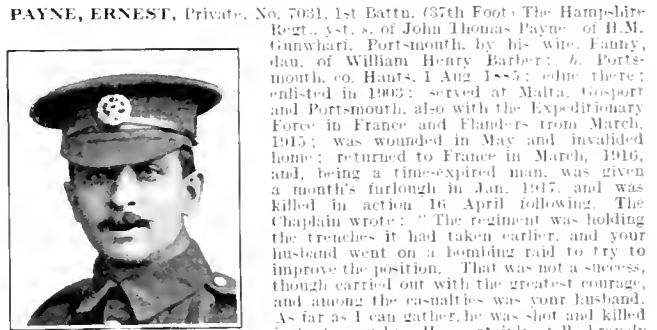 PAYNE, ERNEST, Private, No. 7031, 1st Battn. (37th Foot) The Hampshire
Regt., yst. s. of John Thomas Payne, of H.M.
Gunwharf, Portsmouth, by his wife, Fanny,
dau. of William Henry Barber; b. Ports-
mouth, co. Hants, 1 Aug. 1885; educ. there;
enlisted in 1903; served at Malta, Gosport
and Portsmouth, also with the Expeditionary
Force in France and Flanders from March,
1915; was wounded in May and invalided
home; returned to France in March, 1916,
and, being a time-expired man, was given
a month's furlough in Jan. 1917, and was
killed in action 16 April following. The
Chaplain wrote: "The regiment was holding
the trenches it had taken earlier, and your
husband went on a bombing raid to try to
improve the position. That was not a success,
though carried out with the greatest courage,
and among the casualties was your husband.
As far as I can gather, he was shot and killed